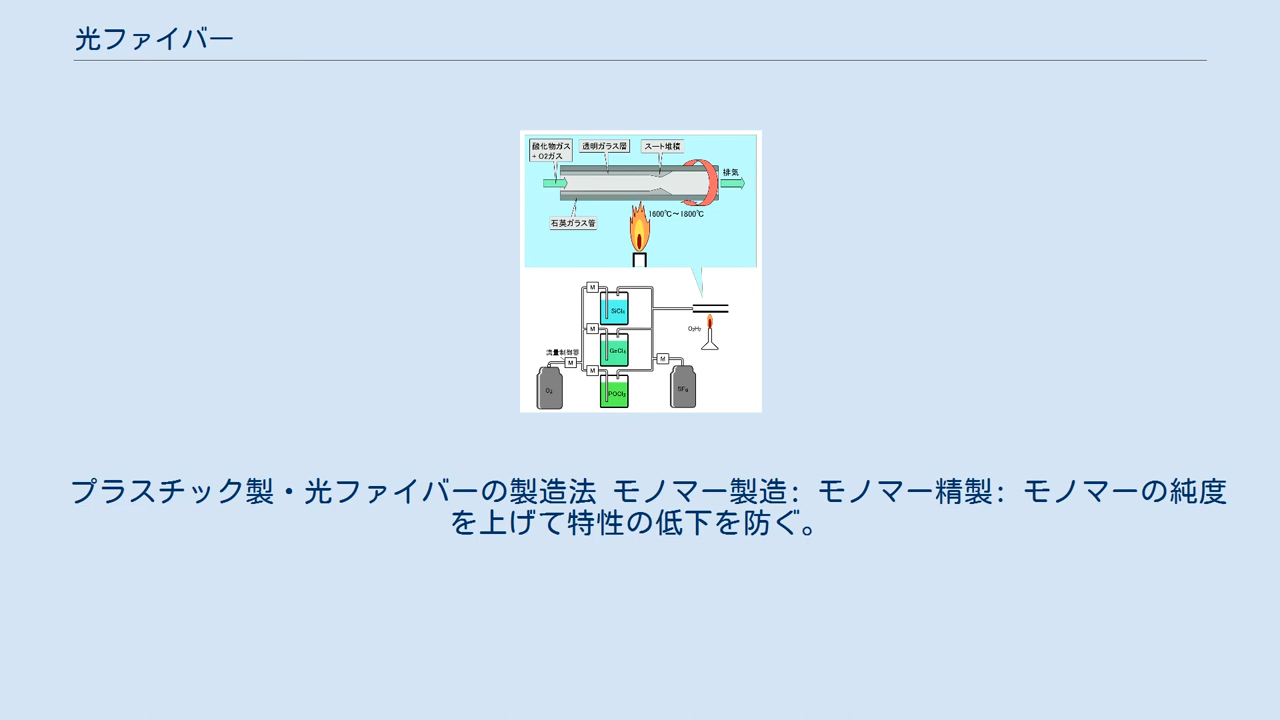 光ファイバー
酸化物ガス
+ O2ガス
透明ガラス層
スート堆積
排気
石英ガラス管
1600℃～1800℃
M
SiCl₄
M
O₂H₂
GeCl₄
流量制御器
M
M
M
O₂
POCl₃
SF₆
プラスチック製・光ファイバーの製造法 モノマー製造: モノマー精製: モノマーの純度
を上げて特性の低下を防ぐ。